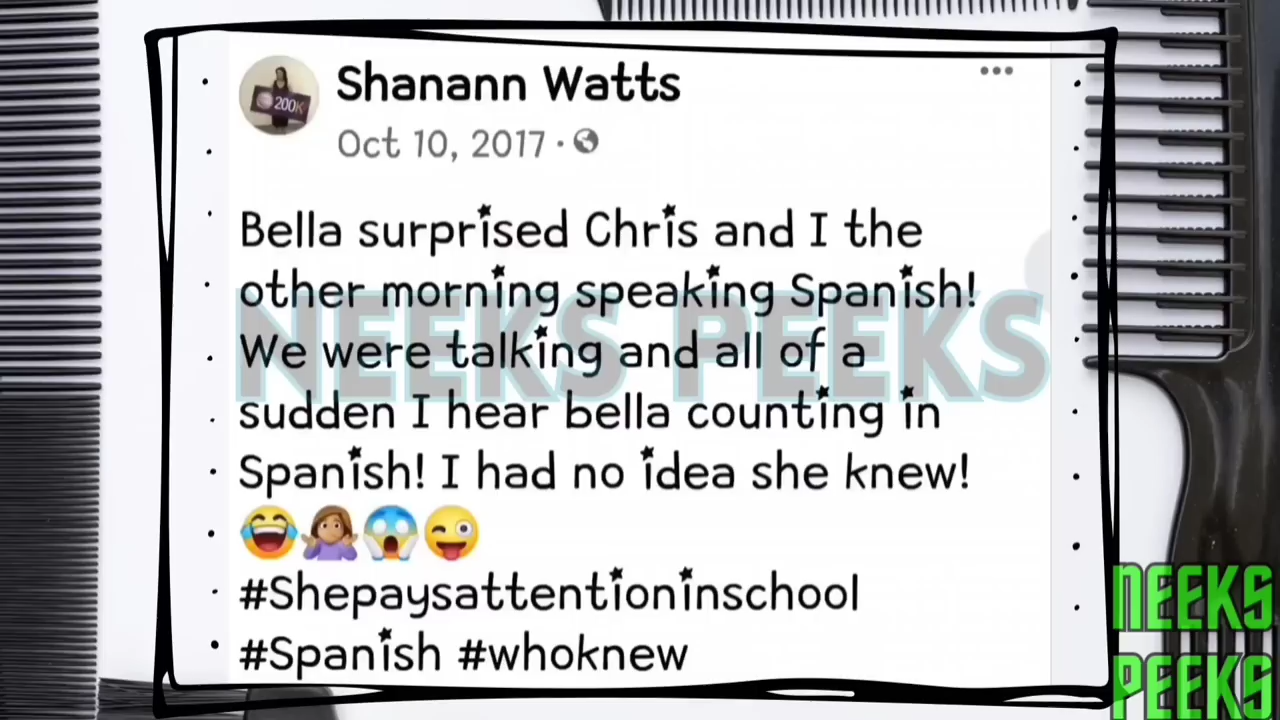 Shanann Watts
Oct 10, 2017 ·
200K
Bella surprised Chris and I the
other morning speaking Spanish!
We were talking and all of a
sudden I hear bella counting in
Spanish! I had no idea she knew!
😂🤷🏽‍♀️😱😜
#Shepaysattentioninschool
#Spanish #whoknew
NEEKS PEEKS
NEEKS
PEEKS